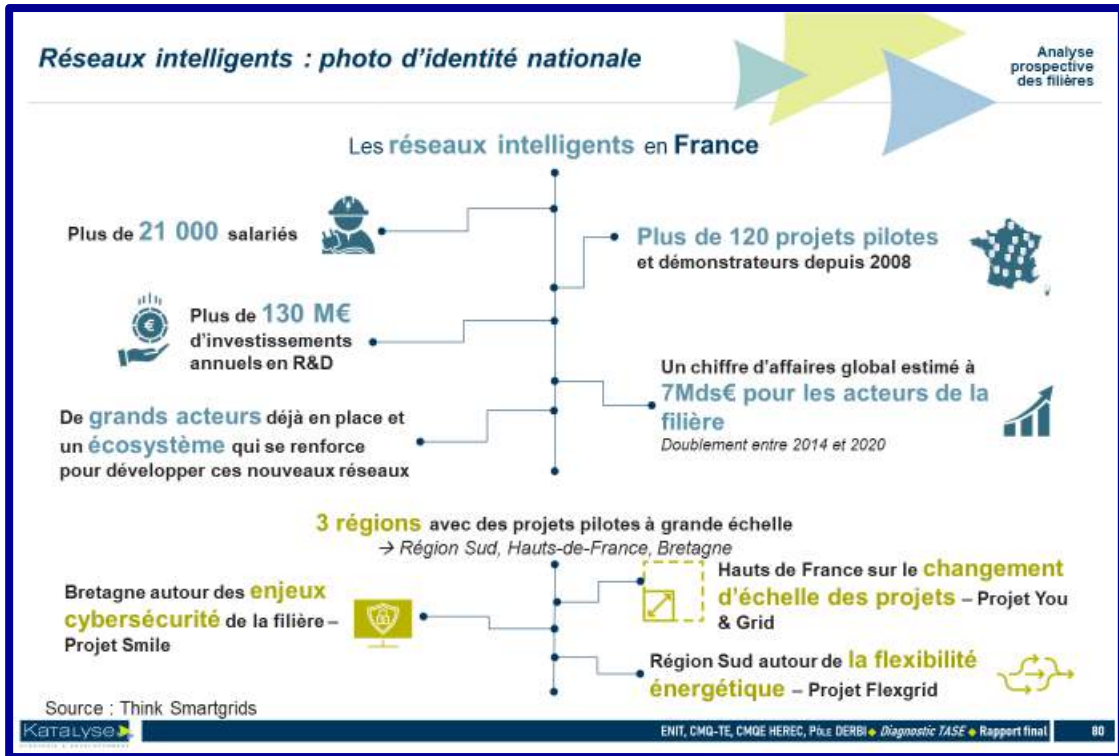 Réseaux intelligents : photo d'identité nationale
Analyse
prospective
des filières
Les réseaux intelligents en France
Plus de 21 000 salariés
Plus de 120 projets pilotes
et démonstrateurs depuis 2008
Plus de 130 M€
d'investissements
annuels en R&D
Un chiffre d'affaires global estimé à
7Mds€ pour les acteurs de la
filière
Doublement entre 2014 et 2020
De grands acteurs déjà en place et
un écosystème qui se renforce
pour développer ces nouveaux réseaux
3 régions avec des projets pilotes à grande échelle
→ Région Sud, Hauts-de-France, Bretagne
Bretagne autour des enjeux
cybersécurité de la filière –
Projet Smile
Hauts de France sur le changement
d'échelle des projets – Projet You
& Grid
Région Sud autour de la flexibilité
énergétique – Projet Flexgrid
Source : Think Smartgrids
KATALYSE
ENIT, CMQ-TE, CMQE HEREC, PÔLE DERBI ◆ Diagnostic TASE ◆ Rapport final 80